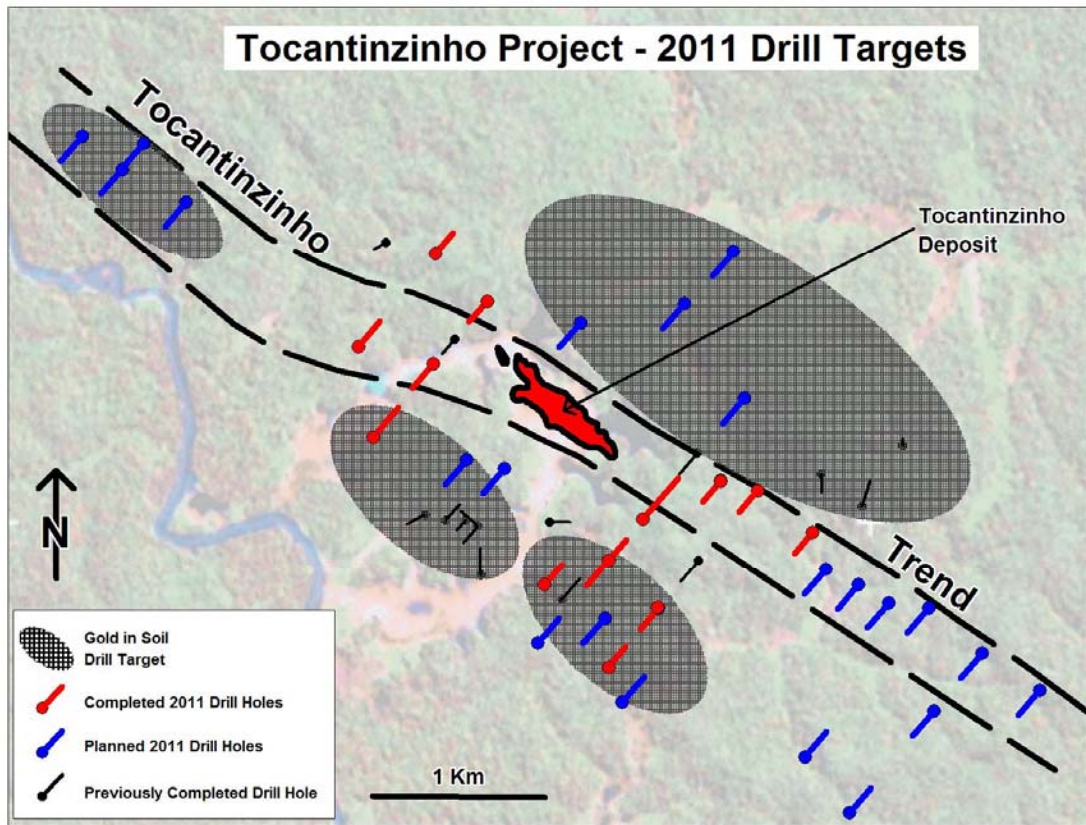 Tocantinzinho Project - 2011 Drill Targets
Tocantinzinho
Tocantinzinho
Deposit
Trend
N
Gold in Soil
Drill Target
Completed 2011 Drill Holes
Planned 2011 Drill Holes
Previously Completed Drill Hole
1 Km